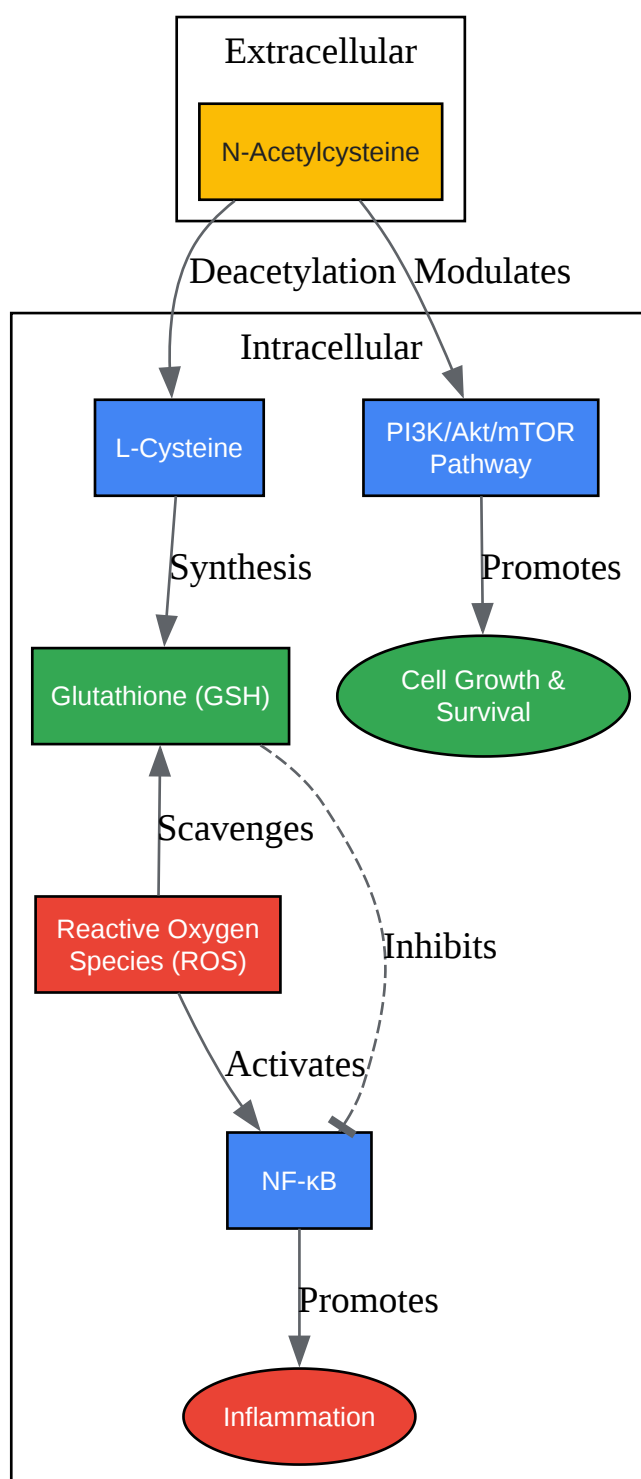 Extracellular
N-Acetylcysteine
Deacetylation
Modulates
Intracellular
L-Cysteine
PI3K/Akt/mTOR
Pathway
Synthesis
Promotes
Glutathione (GSH)
Cell Growth &
Survival
Scavenges
Reactive Oxygen
Species (ROS)
Inhibits
Activates
NF-κB
Promotes
Inflammation